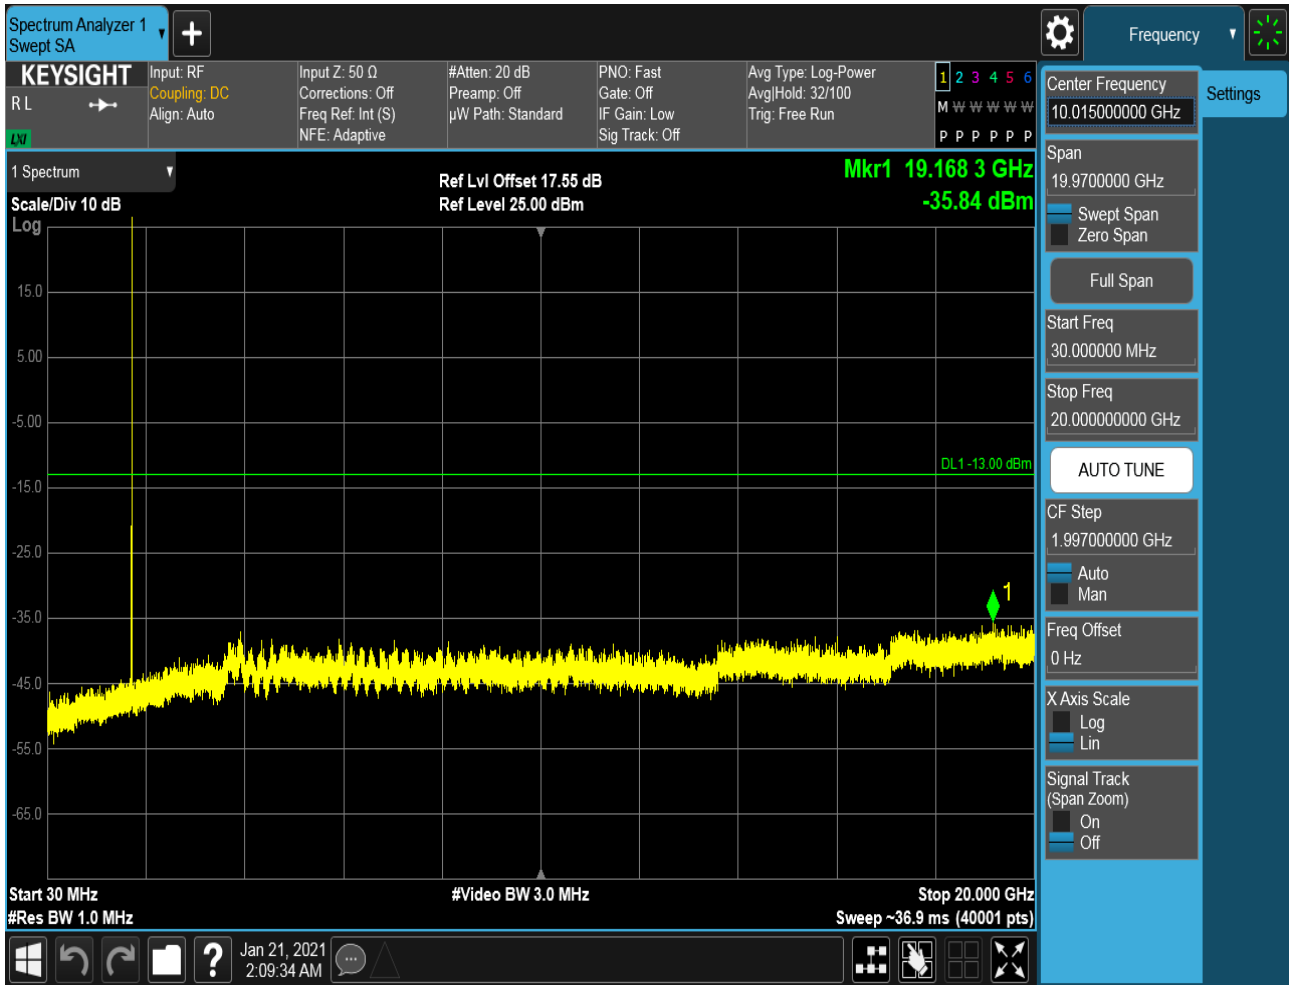 Spectrum Analyzer 1
Swept SA
Frequency
KEYSIGHT
R L
LXI
Input: RF
Coupling: DC
Align: Auto
Input Z: 50 Ω
Corrections: Off
Freq Ref: Int (S)
NFE: Adaptive
#Atten: 20 dB
Preamp: Off
µW Path: Standard
PNO: Fast
Gate: Off
IF Gain: Low
Sig Track: Off
Avg Type: Log-Power
Avg|Hold: 32/100
Trig: Free Run
1 2 3 4 5 6
M W W W W W
P P P P P P
1 Spectrum
Scale/Div 10 dB
Log
Ref Lvl Offset 17.55 dB
Ref Level 25.00 dBm
Mkr1 19.168 3 GHz
-35.84 dBm
15.0
5.00
-5.00
DL1 -13.00 dBm
-15.0
-25.0
1
-35.0
-45.0
-55.0
-65.0
Start 30 MHz
#Video BW 3.0 MHz
Stop 20.000 GHz
#Res BW 1.0 MHz
Sweep ~36.9 ms (40001 pts)
Center Frequency
10.015000000 GHz
Settings
Span
19.9700000 GHz
Swept Span
Zero Span
Full Span
Start Freq
30.000000 MHz
Stop Freq
20.000000000 GHz
AUTO TUNE
CF Step
1.997000000 GHz
Auto
Man
Freq Offset
0 Hz
X Axis Scale
Log
Lin
Signal Track
(Span Zoom)
On
Off
?
Jan 21, 2021
2:09:34 AM